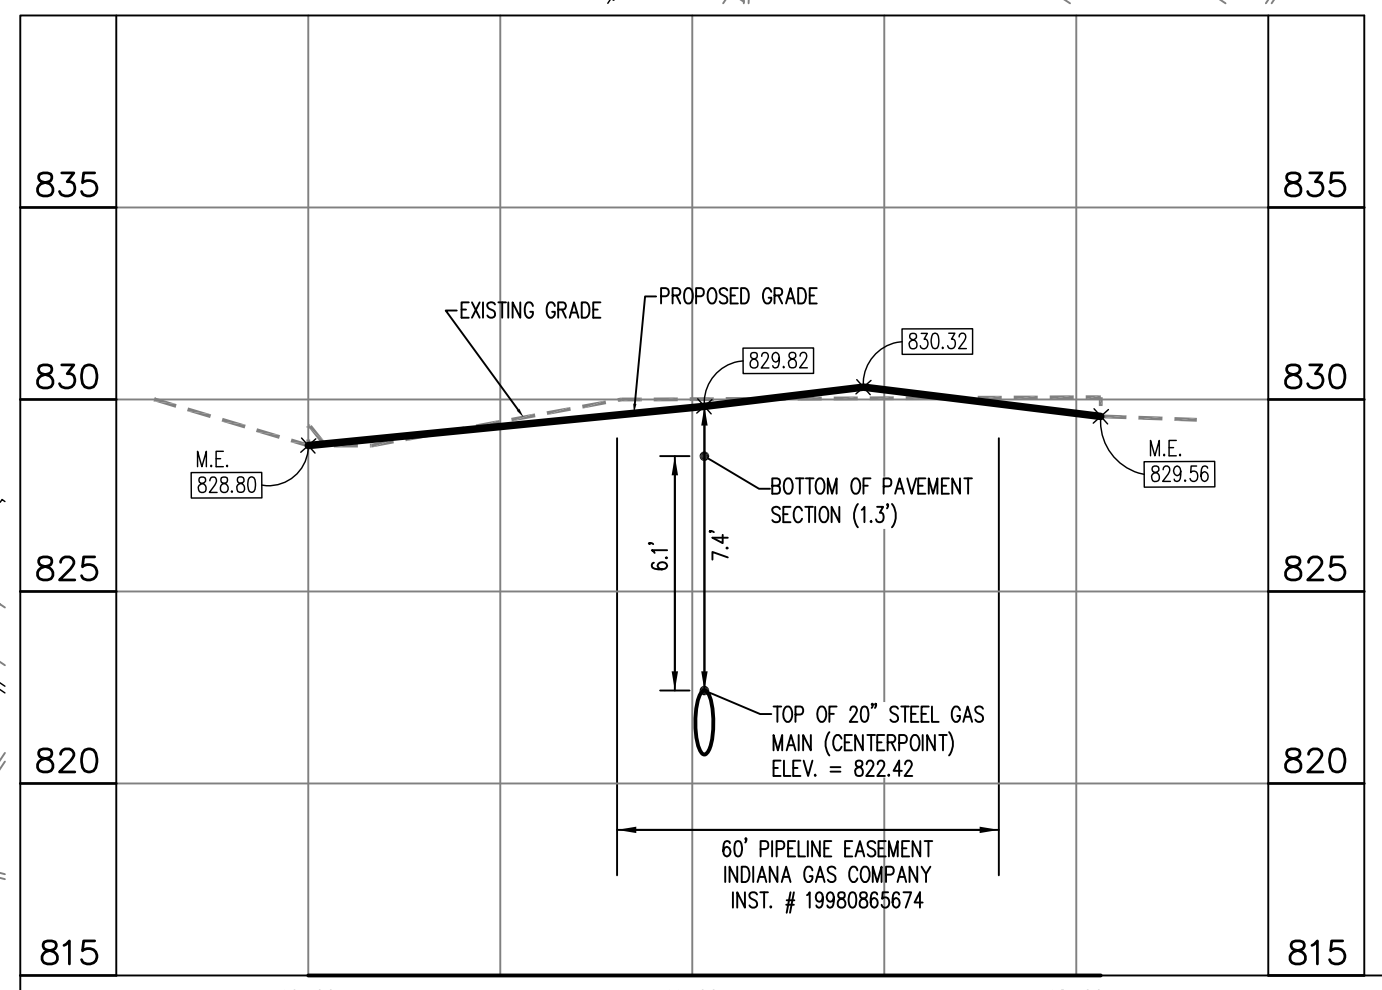 835
835
EXISTING GRADE
PROPOSED GRADE
829.82
830.32
830
830
M.E.
828.80
M.E.
829.56
BOTTOM OF PAVEMENT
SECTION (1.3')
6.1'
7.4'
825
825
TOP OF 20" STEEL GAS
MAIN (CENTERPOINT)
ELEV. = 822.42
820
820
60' PIPELINE EASEMENT
INDIANA GAS COMPANY
INST. # 19980865674
815
815